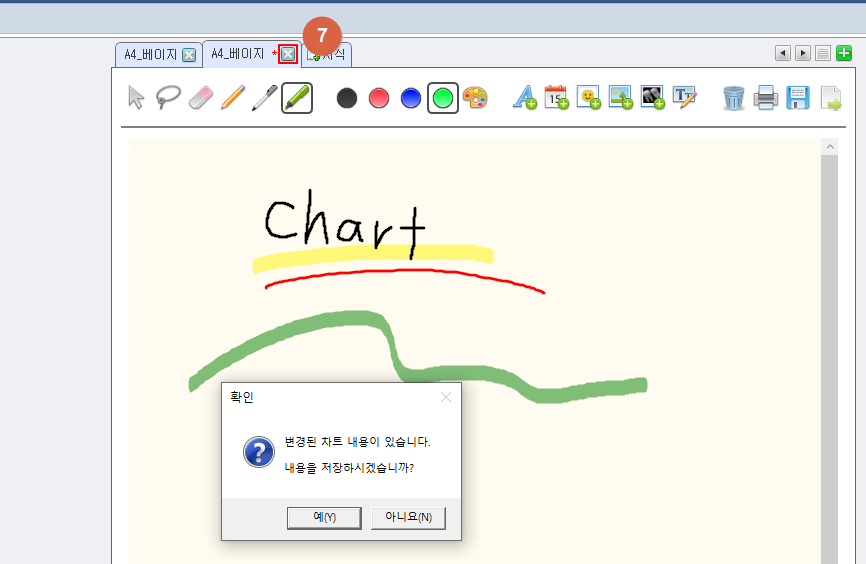 7
A4_베이지
A4_베이지 *
서식
15
Chart
확인
변경된 차트 내용이 있습니다.
내용을 저장하시겠습니까?
예(Y)
아니요(N)